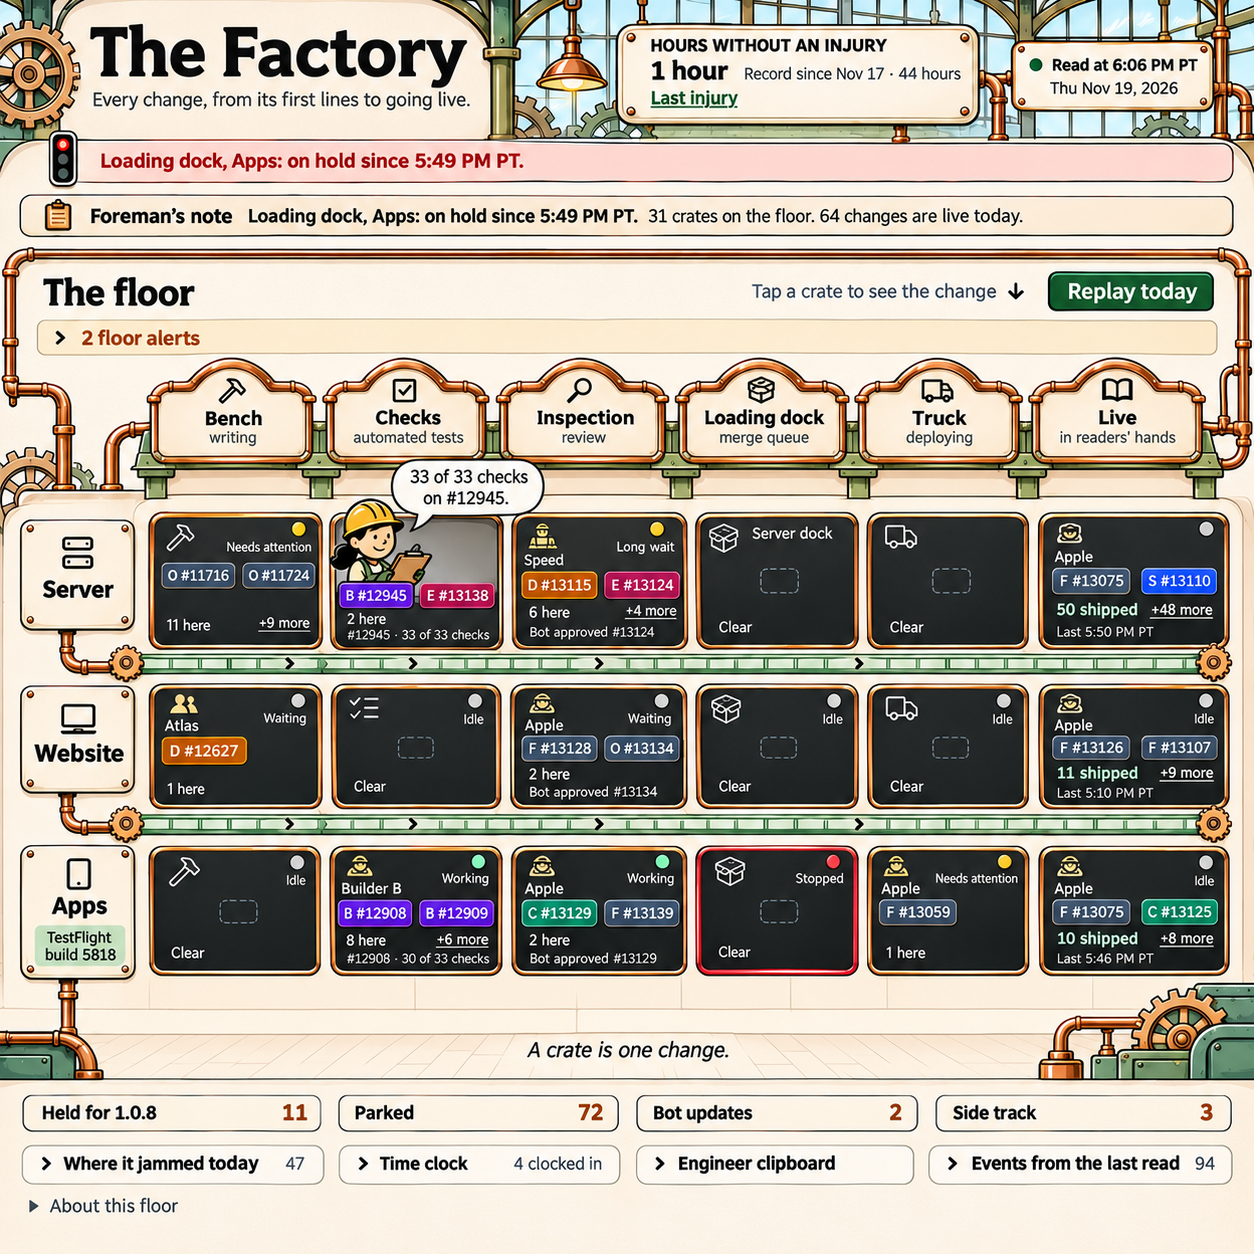 The Factory
Every change, from its first lines to going live.
HOURS WITHOUT AN INJURY
1 hour Record since Nov 17 · 44 hours
Last injury
Read at 6:06 PM PT
Thu Nov 19, 2026
Loading dock, Apps: on hold since 5:49 PM PT.
Foreman's note Loading dock, Apps: on hold since 5:49 PM PT. 31 crates on the floor. 64 changes are live today.
The floor
Tap a crate to see the change
Replay today
2 floor alerts
Bench
writing
Checks
automated tests
Inspection
review
Loading dock
merge queue
Truck
deploying
Live
in readers' hands
33 of 33 checks
on #12945.
Server
Needs attention
O #11716 O #11724
11 here +9 more
B #12945 E #13138
2 here
#12945 · 33 of 33 checks
Speed Long wait
D #13115 E #13124
6 here +4 more
Bot approved #13124
Server dock
Clear
Clear
Apple
F #13075 S #13110
50 shipped +48 more
Last 5:50 PM PT
Website
Atlas Waiting
D #12627
1 here
Idle
Clear
Apple Waiting
F #13128 O #13134
2 here
Bot approved #13134
Idle
Clear
Idle
Clear
Apple Idle
F #13126 F #13107
11 shipped +9 more
Last 5:10 PM PT
Apps
TestFlight
build 5818
Idle
Clear
Builder B Working
B #12908 B #12909
8 here +6 more
#12908 · 30 of 33 checks
Apple Working
C #13129 F #13139
2 here
Bot approved #13129
Stopped
Clear
Apple Needs attention
F #13059
1 here
Apple Idle
F #13075 C #13125
10 shipped +8 more
Last 5:46 PM PT
A crate is one change.
Held for 1.0.8 11
Parked 72
Bot updates 2
Side track 3
Where it jammed today 47
Time clock 4 clocked in
Engineer clipboard
Events from the last read 94
About this floor